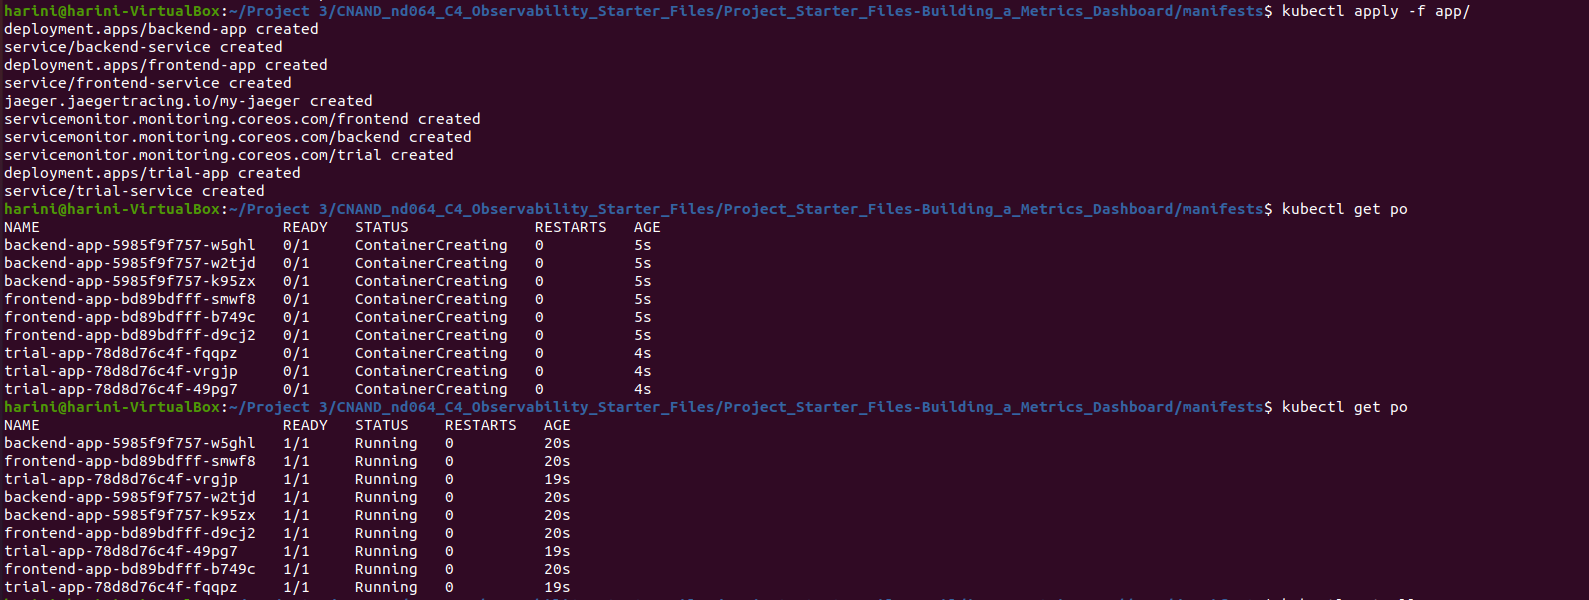 harini@harini-VirtualBox:~/Project 3/CNAND_nd064_C4_Observability_Starter_Files/Project_Starter_Files-Building_a_Metrics_Dashboard/manifests$ kubectl apply -f app/
deployment.apps/backend-app created
service/backend-service created
deployment.apps/frontend-app created
service/frontend-service created
jaeger.jaegertracing.io/my-jaeger created
servicemonitor.monitoring.coreos.com/frontend created
servicemonitor.monitoring.coreos.com/backend created
servicemonitor.monitoring.coreos.com/trial created
deployment.apps/trial-app created
service/trial-service created
harini@harini-VirtualBox:~/Project 3/CNAND_nd064_C4_Observability_Starter_Files/Project_Starter_Files-Building_a_Metrics_Dashboard/manifests$ kubectl get po
NAME                           READY   STATUS              RESTARTS   AGE
backend-app-5985f9f757-w5ghl   0/1     ContainerCreating   0          5s
backend-app-5985f9f757-w2tjd   0/1     ContainerCreating   0          5s
backend-app-5985f9f757-k95zx   0/1     ContainerCreating   0          5s
frontend-app-bd89bdfff-smwf8   0/1     ContainerCreating   0          5s
frontend-app-bd89bdfff-b749c   0/1     ContainerCreating   0          5s
frontend-app-bd89bdfff-d9cj2   0/1     ContainerCreating   0          5s
trial-app-78d8d76c4f-fqqpz     0/1     ContainerCreating   0          4s
trial-app-78d8d76c4f-vrgjp     0/1     ContainerCreating   0          4s
trial-app-78d8d76c4f-49pg7     0/1     ContainerCreating   0          4s
harini@harini-VirtualBox:~/Project 3/CNAND_nd064_C4_Observability_Starter_Files/Project_Starter_Files-Building_a_Metrics_Dashboard/manifests$ kubectl get po
NAME                           READY   STATUS    RESTARTS   AGE
backend-app-5985f9f757-w5ghl   1/1     Running   0          20s
frontend-app-bd89bdfff-smwf8   1/1     Running   0          20s
trial-app-78d8d76c4f-vrgjp     1/1     Running   0          19s
backend-app-5985f9f757-w2tjd   1/1     Running   0          20s
backend-app-5985f9f757-k95zx   1/1     Running   0          20s
frontend-app-bd89bdfff-d9cj2   1/1     Running   0          20s
trial-app-78d8d76c4f-49pg7     1/1     Running   0          19s
frontend-app-bd89bdfff-b749c   1/1     Running   0          20s
trial-app-78d8d76c4f-fqqpz     1/1     Running   0          19s